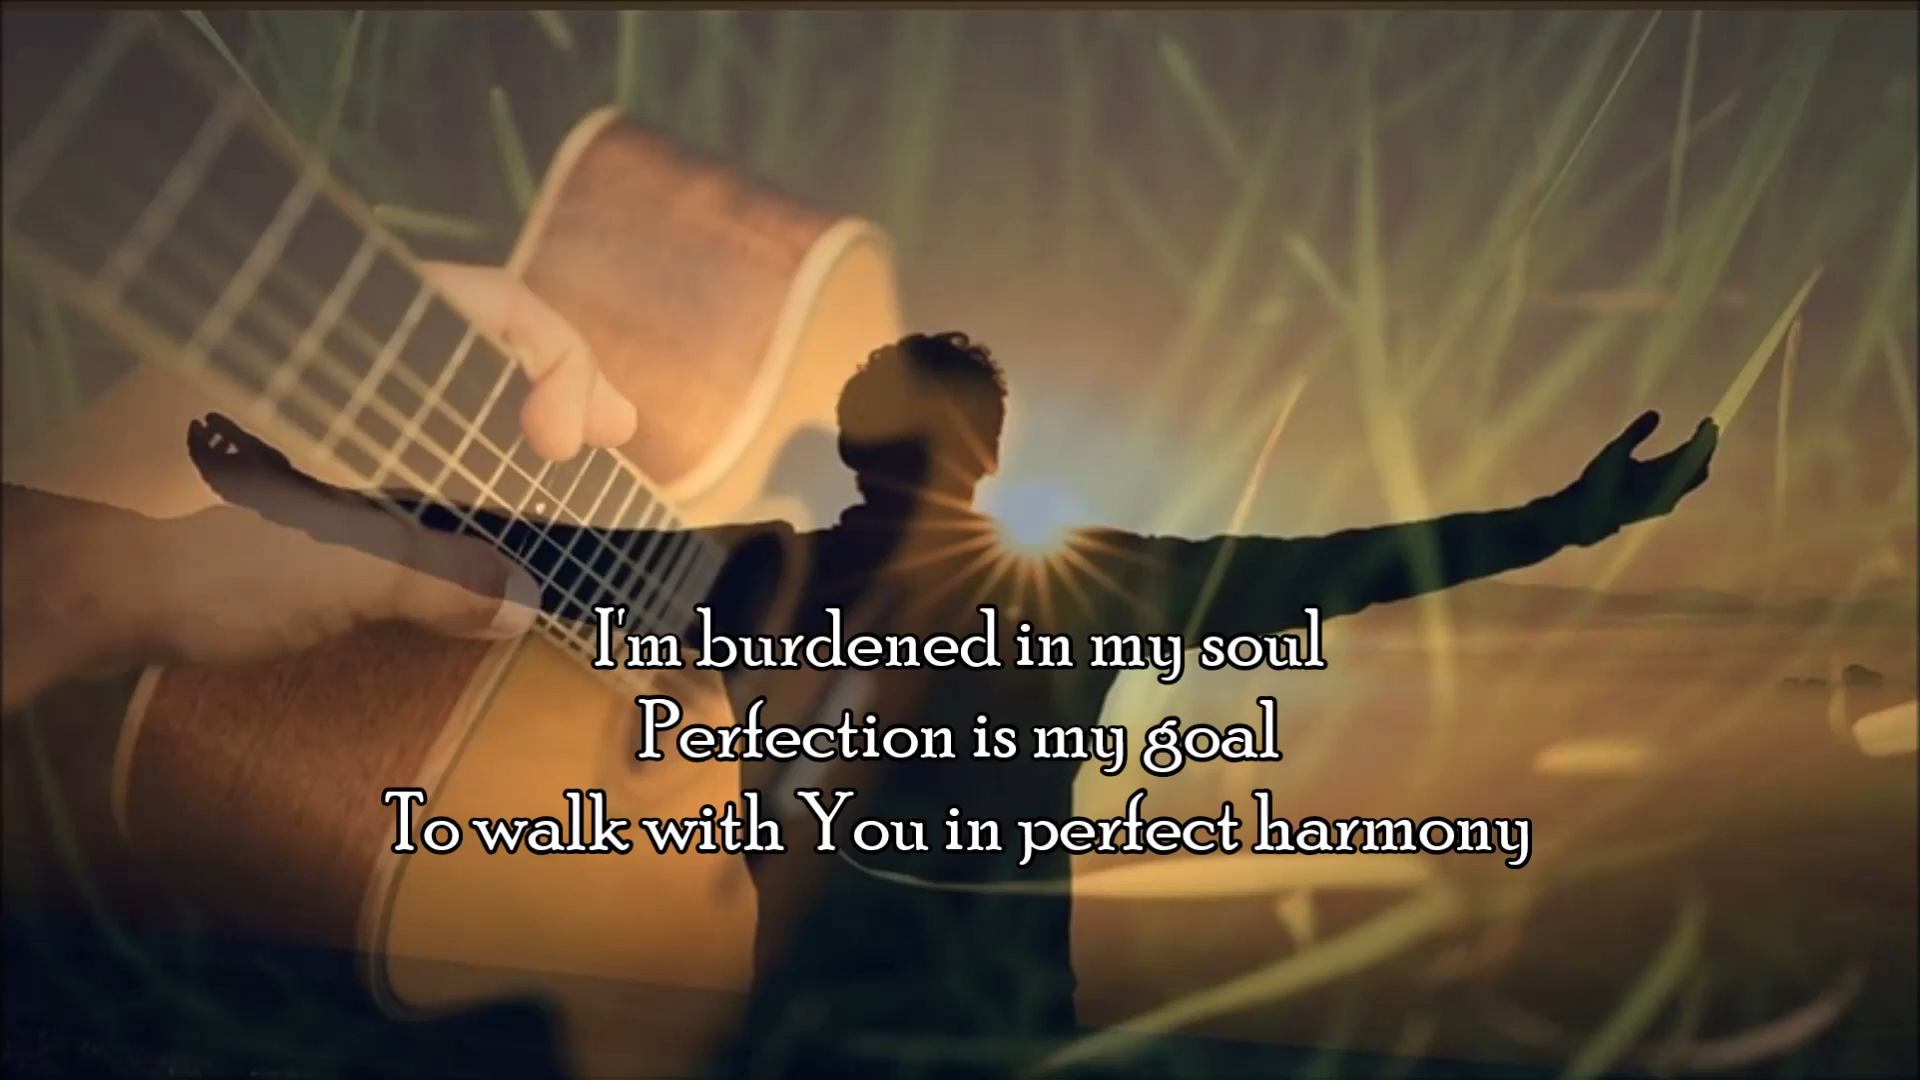 I'm burdened in my soul
Perfection is my goal
To walk with You in perfect harmony